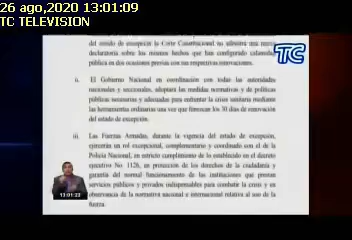 26 ago,2020 13:01:09
TC TELEVISION
TC
del estado de excepción la Corte Constitucional no admitirá una nueva
declaratoria sobre los mismos hechos que han configurado calamidad
pública en dos ocasiones previas con sus respectivas renovaciones.
ii. El Gobierno Nacional en coordinación con todas las autoridades
nacionales y seccionales, adoptará las medidas normativas y de políticas
públicas necesarias y adecuadas para enfrentar la crisis sanitaria mediante
las herramientas ordinarias una vez que fenezcan los 30 días de renovación
del estado de excepción.
iii. Las Fuerzas Armadas, durante la vigencia del estado de excepción,
ejercerán un rol excepcional, complementario y coordinado con el de la
Policía Nacional, en estricto cumplimiento de lo establecido en el decreto
ejecutivo No. 1126, en protección de los derechos de la ciudadanía y
garantía del normal funcionamiento de las instituciones que prestan
servicios públicos y privados indispensables para combatir la crisis y en
observancia de la normativa nacional e internacional relativa al uso de la
fuerza.
13:01:23